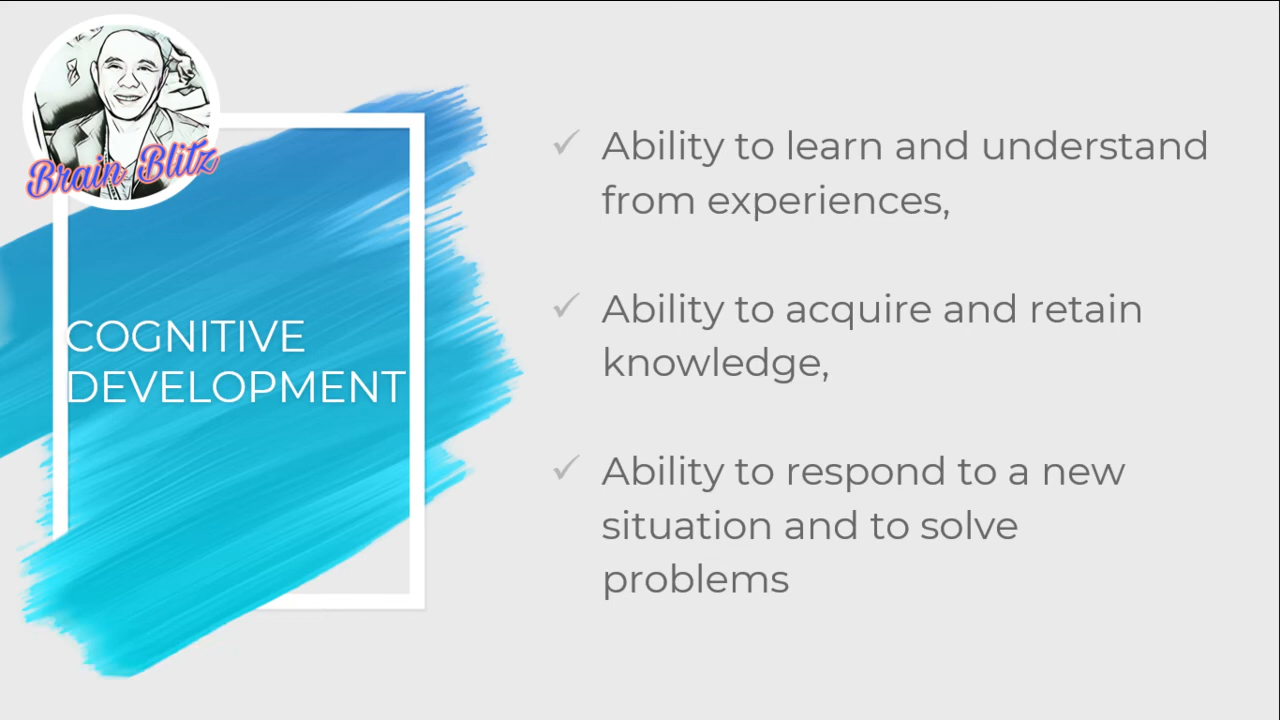 Brain Blitz
COGNITIVE
DEVELOPMENT
Ability to learn and understand
from experiences,
Ability to acquire and retain
knowledge,
Ability to respond to a new
situation and to solve
problems